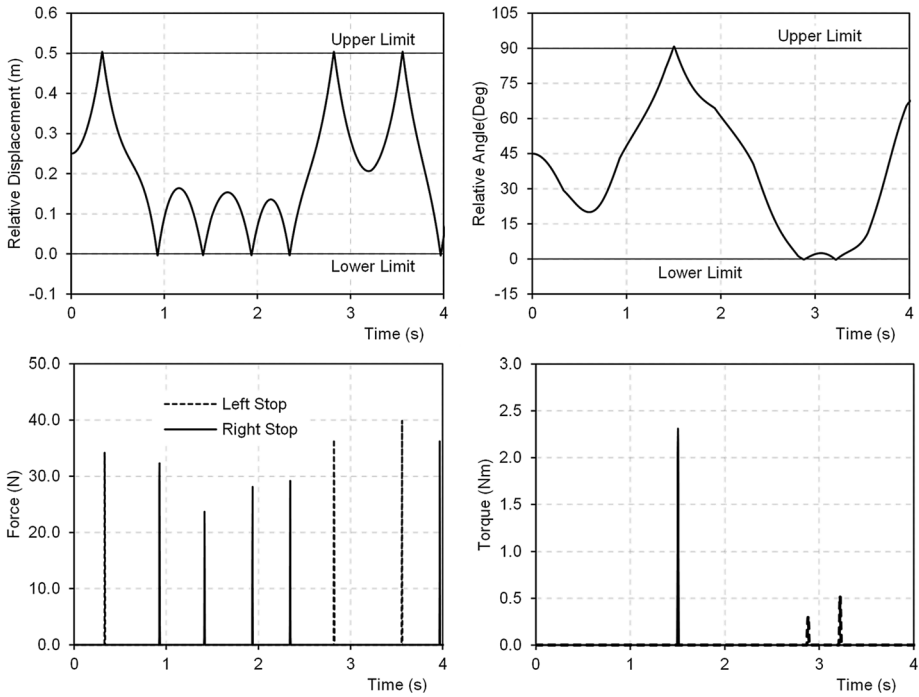 0.6
0.5
0.4
0.3
0.2
0.1
0.0
-0.1
Relative Displacement (m)
Upper Limit
Lower Limit
0 1 2 3 4
Time (s)
105
90
75
60
45
30
15
0
-15
Relative Angle(Deg)
Upper Limit
Lower Limit
0 1 2 3 4
Time (s)
50.0
40.0
30.0
20.0
10.0
0.0
Force (N)
Left Stop
Right Stop
0 1 2 3 4
Time (s)
3.0
2.5
2.0
1.5
1.0
0.5
0.0
Torque (Nm)
0 1 2 3 4
Time (s)